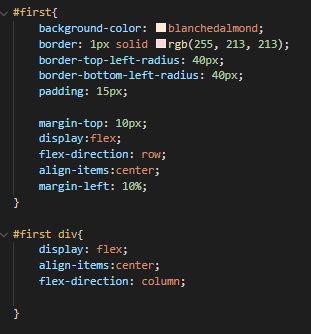 #first{
background-color: blanchedalmond;
border: 1px solid rgb(255, 213, 213);
border-top-left-radius: 40px;
border-bottom-left-radius: 40px;
padding: 15px;
margin-top: 10px;
display:flex;
flex-direction: row;
align-items:center;
margin-left: 10%;
}
#first div{
display: flex;
align-items:center;
flex-direction: column;
}